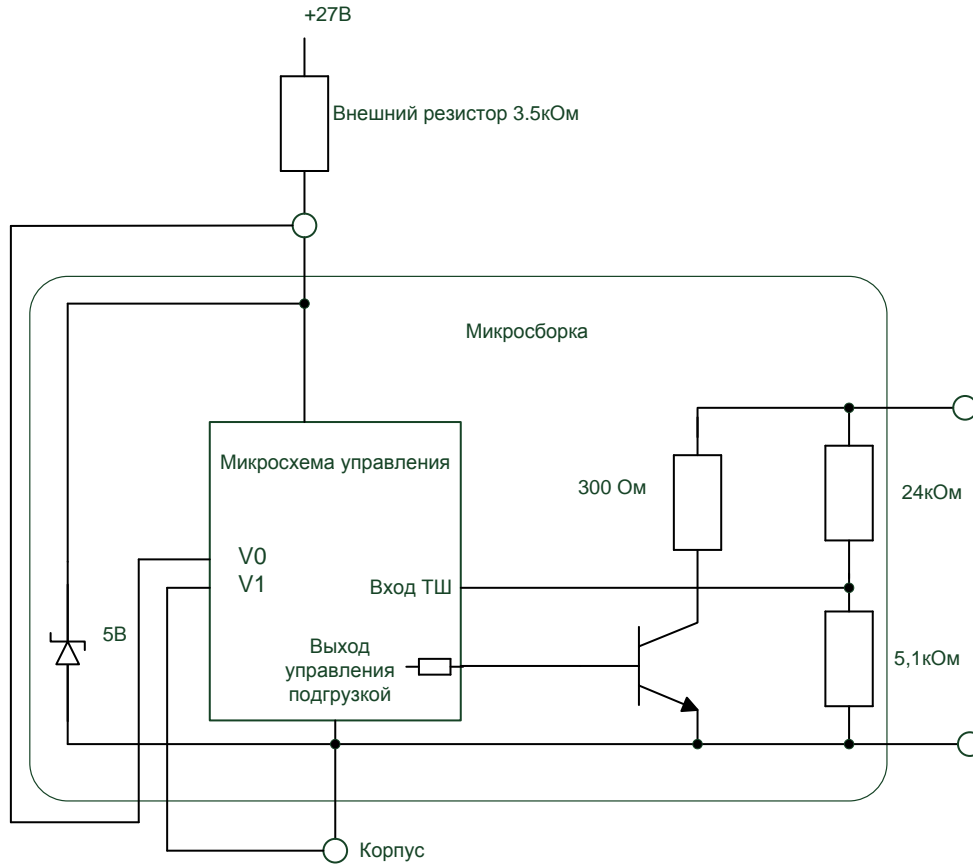 +27В
Внешний резистор 3.5кОм
Микросборка
Микросхема управления
300 Ом
24кОм
V0
V1
Вход ТШ
5В
Выход
управления
подгрузкой
5,1кОм
Корпус